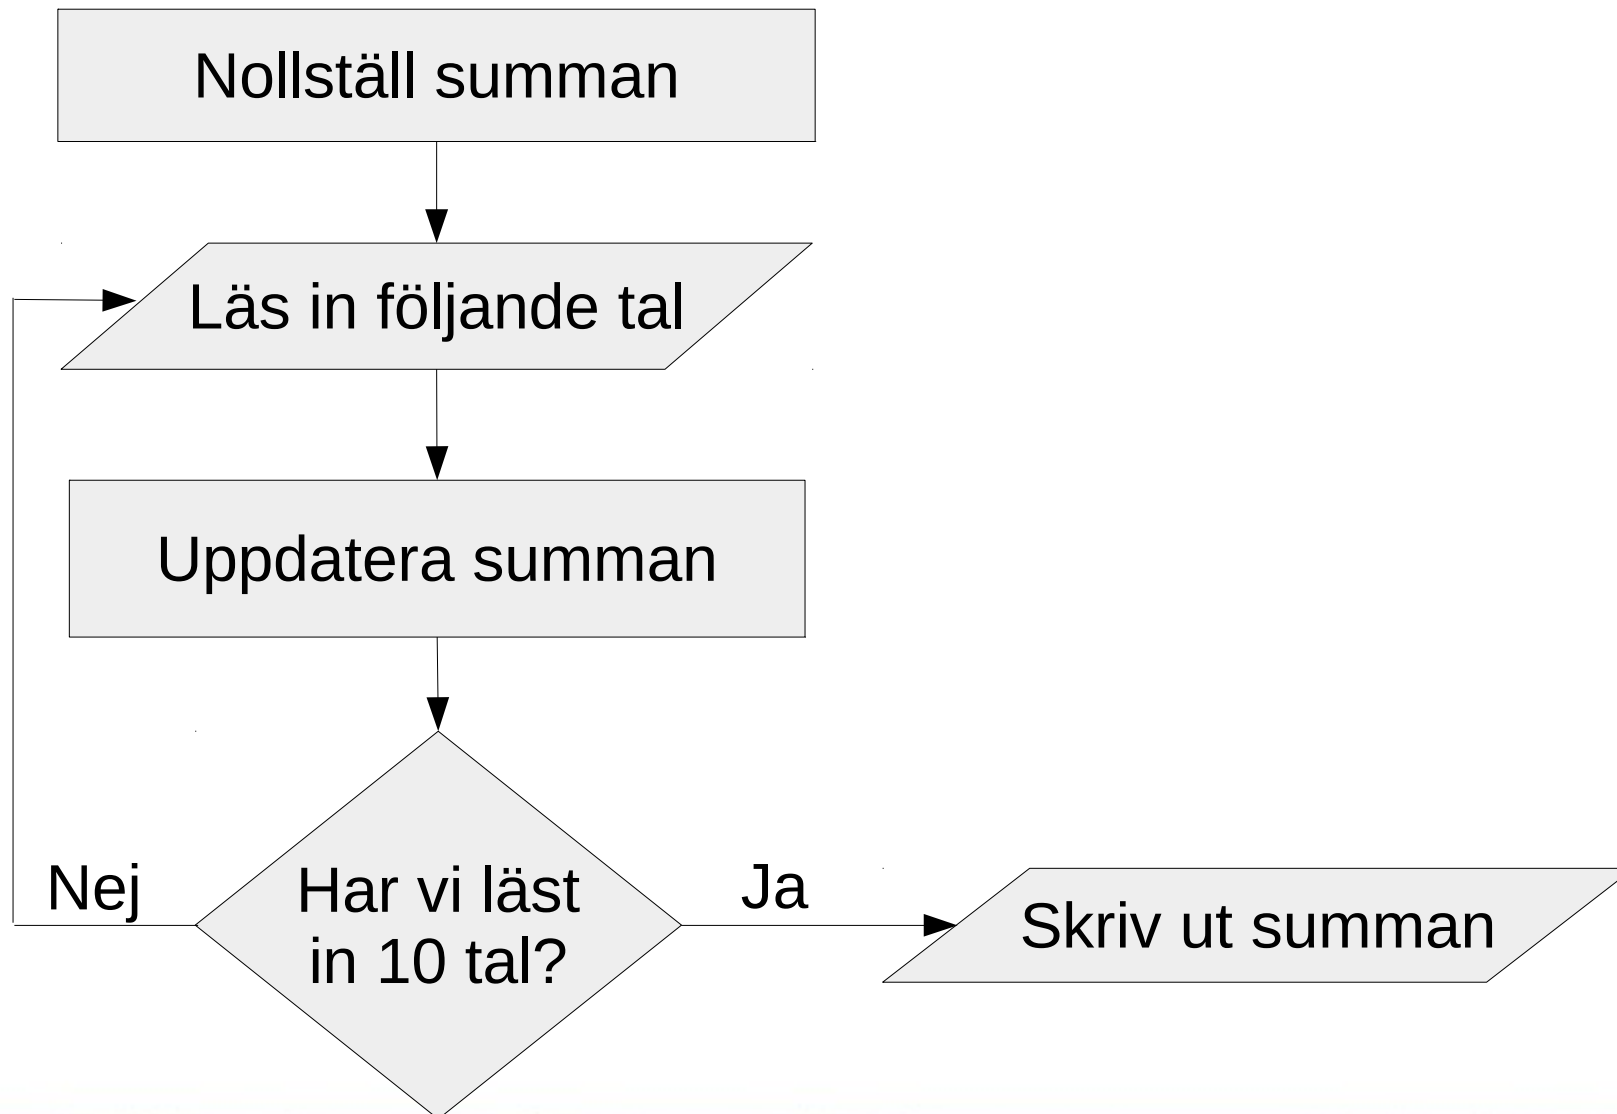 Nollställ summan
Läs in följande tal
Uppdatera summan
Nej
Har vi läst
in 10 tal?
Ja
Skriv ut summan